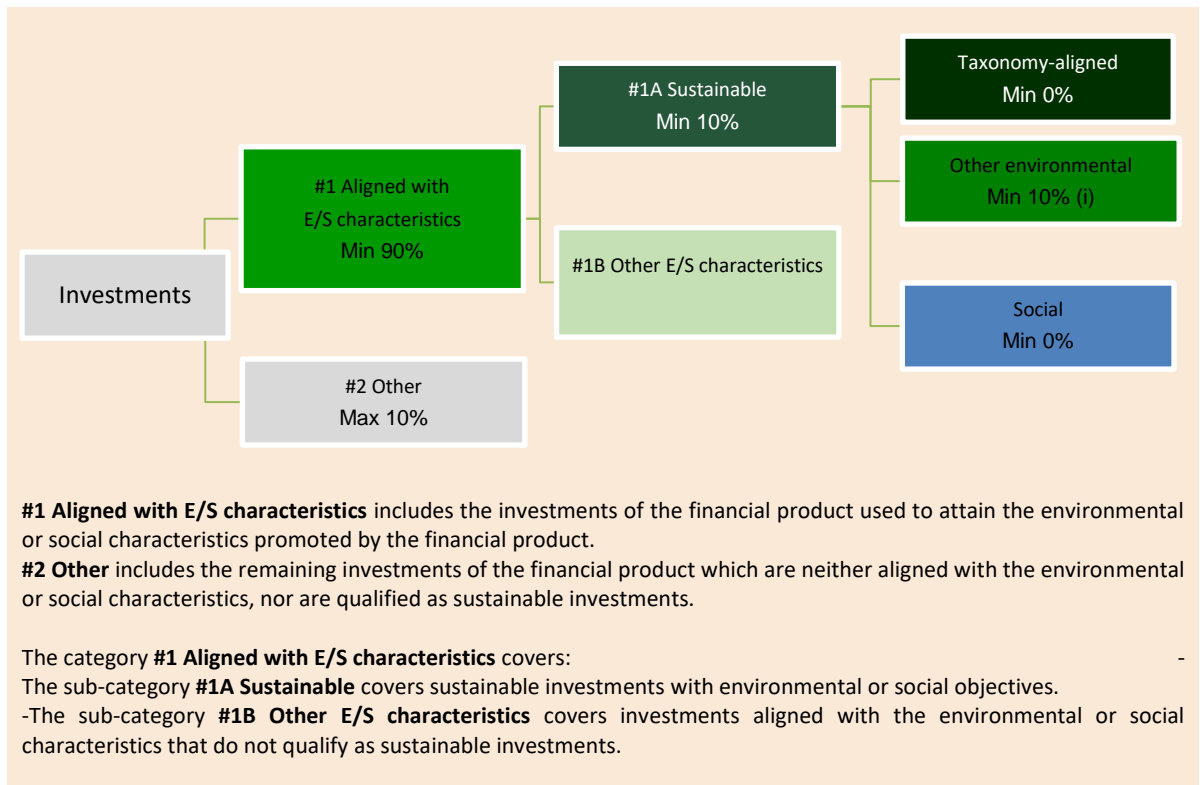 Investments
#1 Aligned with
E/S characteristics
Min 90%
#2 Other
Max 10%
#1A Sustainable
Min 10%
#1B Other E/S characteristics
Taxonomy-aligned
Min 0%
Other environmental
Min 10% (i)
Social
Min 0%
#1 Aligned with E/S characteristics includes the investments of the financial product used to attain the environmental
or social characteristics promoted by the financial product.
#2 Other includes the remaining investments of the financial product which are neither aligned with the environmental
or social characteristics, nor are qualified as sustainable investments.
The category #1 Aligned with E/S characteristics covers: -
The sub-category #1A Sustainable covers sustainable investments with environmental or social objectives.
-The sub-category #1B Other E/S characteristics covers investments aligned with the environmental or social
characteristics that do not qualify as sustainable investments.